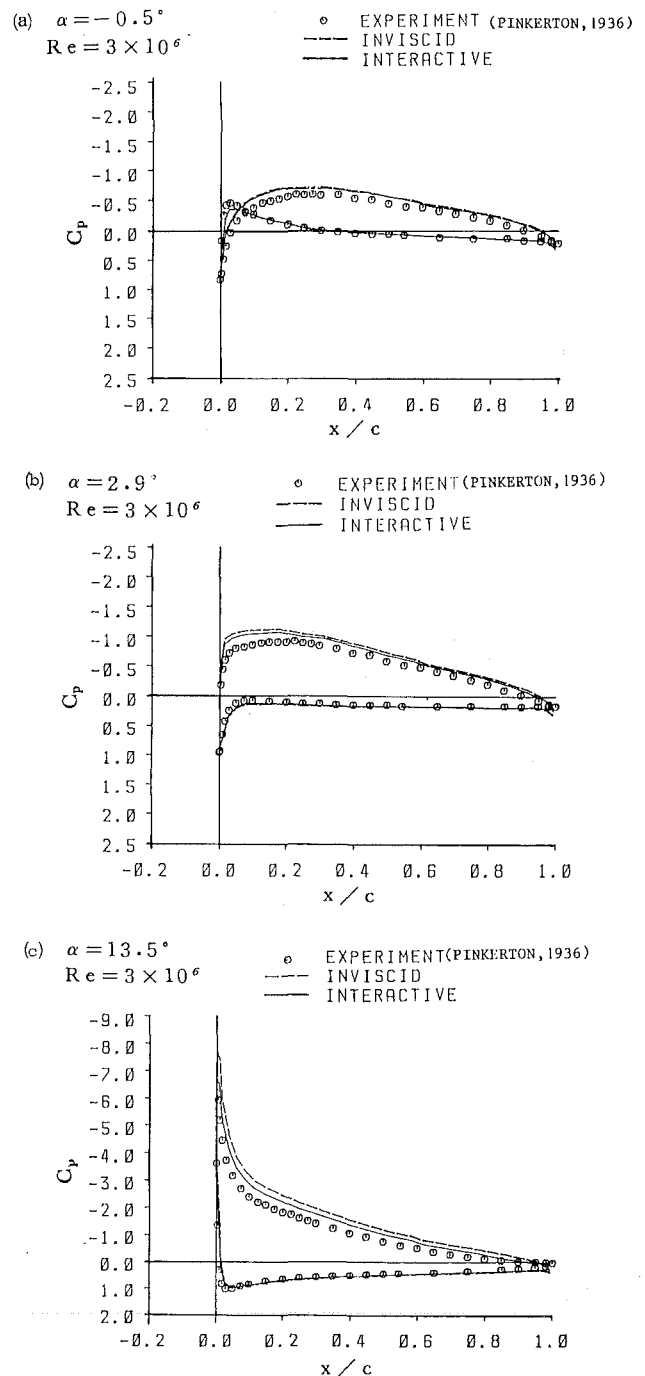 (a) α = − 0.5° EXPERIMENT (PINKERTON, 1936)
Re = 3 × 10⁶ INVISCID
INTERACTIVE
-2.5
-2.0
-1.5
-1.0
-0.5
0.0
0.5
1.0
1.5
2.0
2.5
Cp
-0.2 0.0 0.2 0.4 0.6 0.8 1.0
x / c
(b) α = 2.9° EXPERIMENT (PINKERTON, 1936)
Re = 3 × 10⁶ INVISCID
INTERACTIVE
-2.5
-2.0
-1.5
-1.0
-0.5
0.0
0.5
1.0
1.5
2.0
2.5
Cp
-0.2 0.0 0.2 0.4 0.6 0.8 1.0
x / c
(c) α = 13.5° EXPERIMENT (PINKERTON, 1936)
Re = 3 × 10⁶ INVISCID
INTERACTIVE
-9.0
-8.0
-7.0
-6.0
-5.0
-4.0
-3.0
-2.0
-1.0
0.0
1.0
2.0
Cp
-0.2 0.0 0.2 0.4 0.6 0.8 1.0
x / c